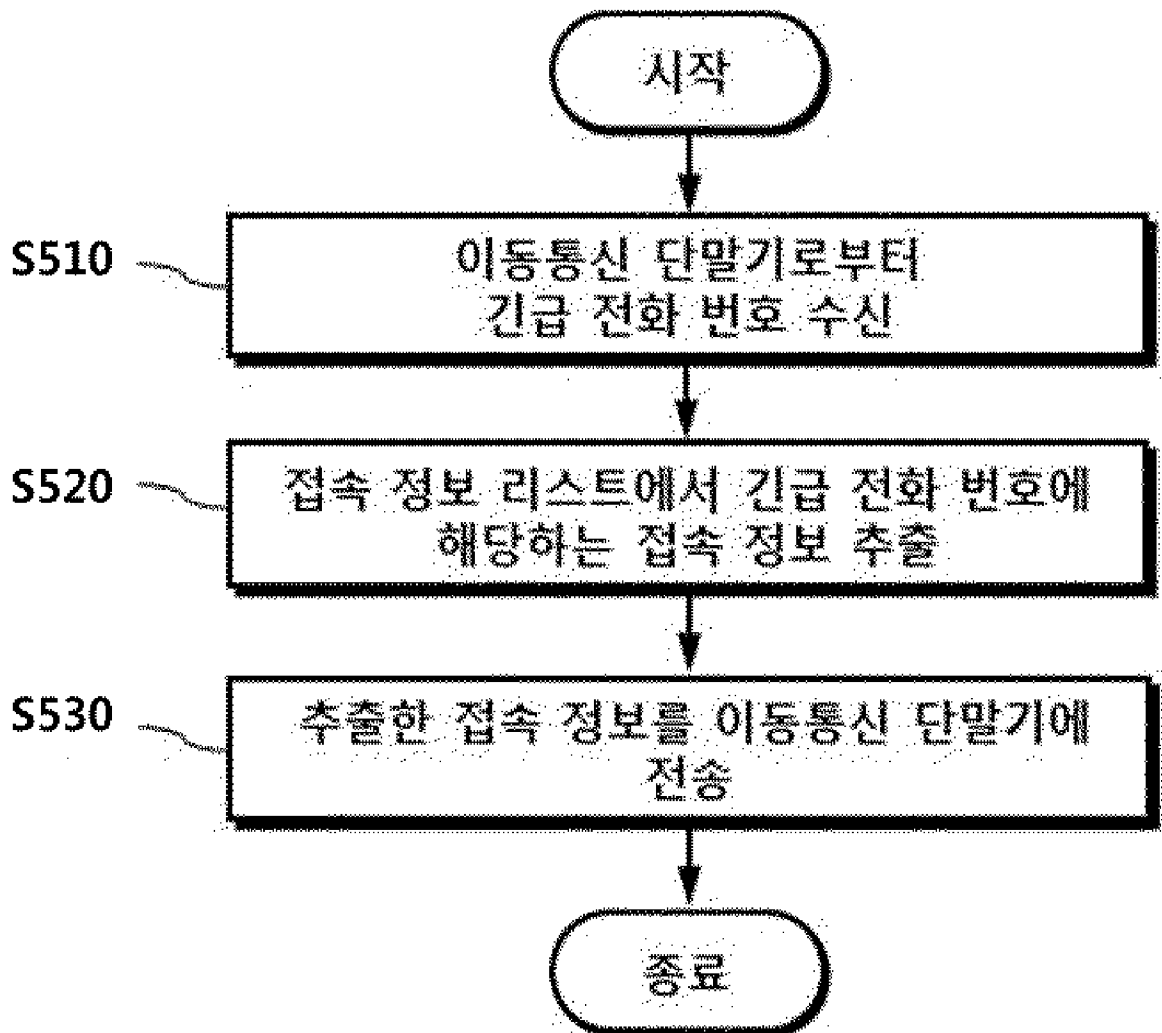 시작
S510
이동통신 단말기로부터
긴급 전화 번호 수신
S520
접속 정보 리스트에서 긴급 전화 번호에
해당하는 접속 정보 추출
S530
추출한 접속 정보를 이동통신 단말기에
전송
종료